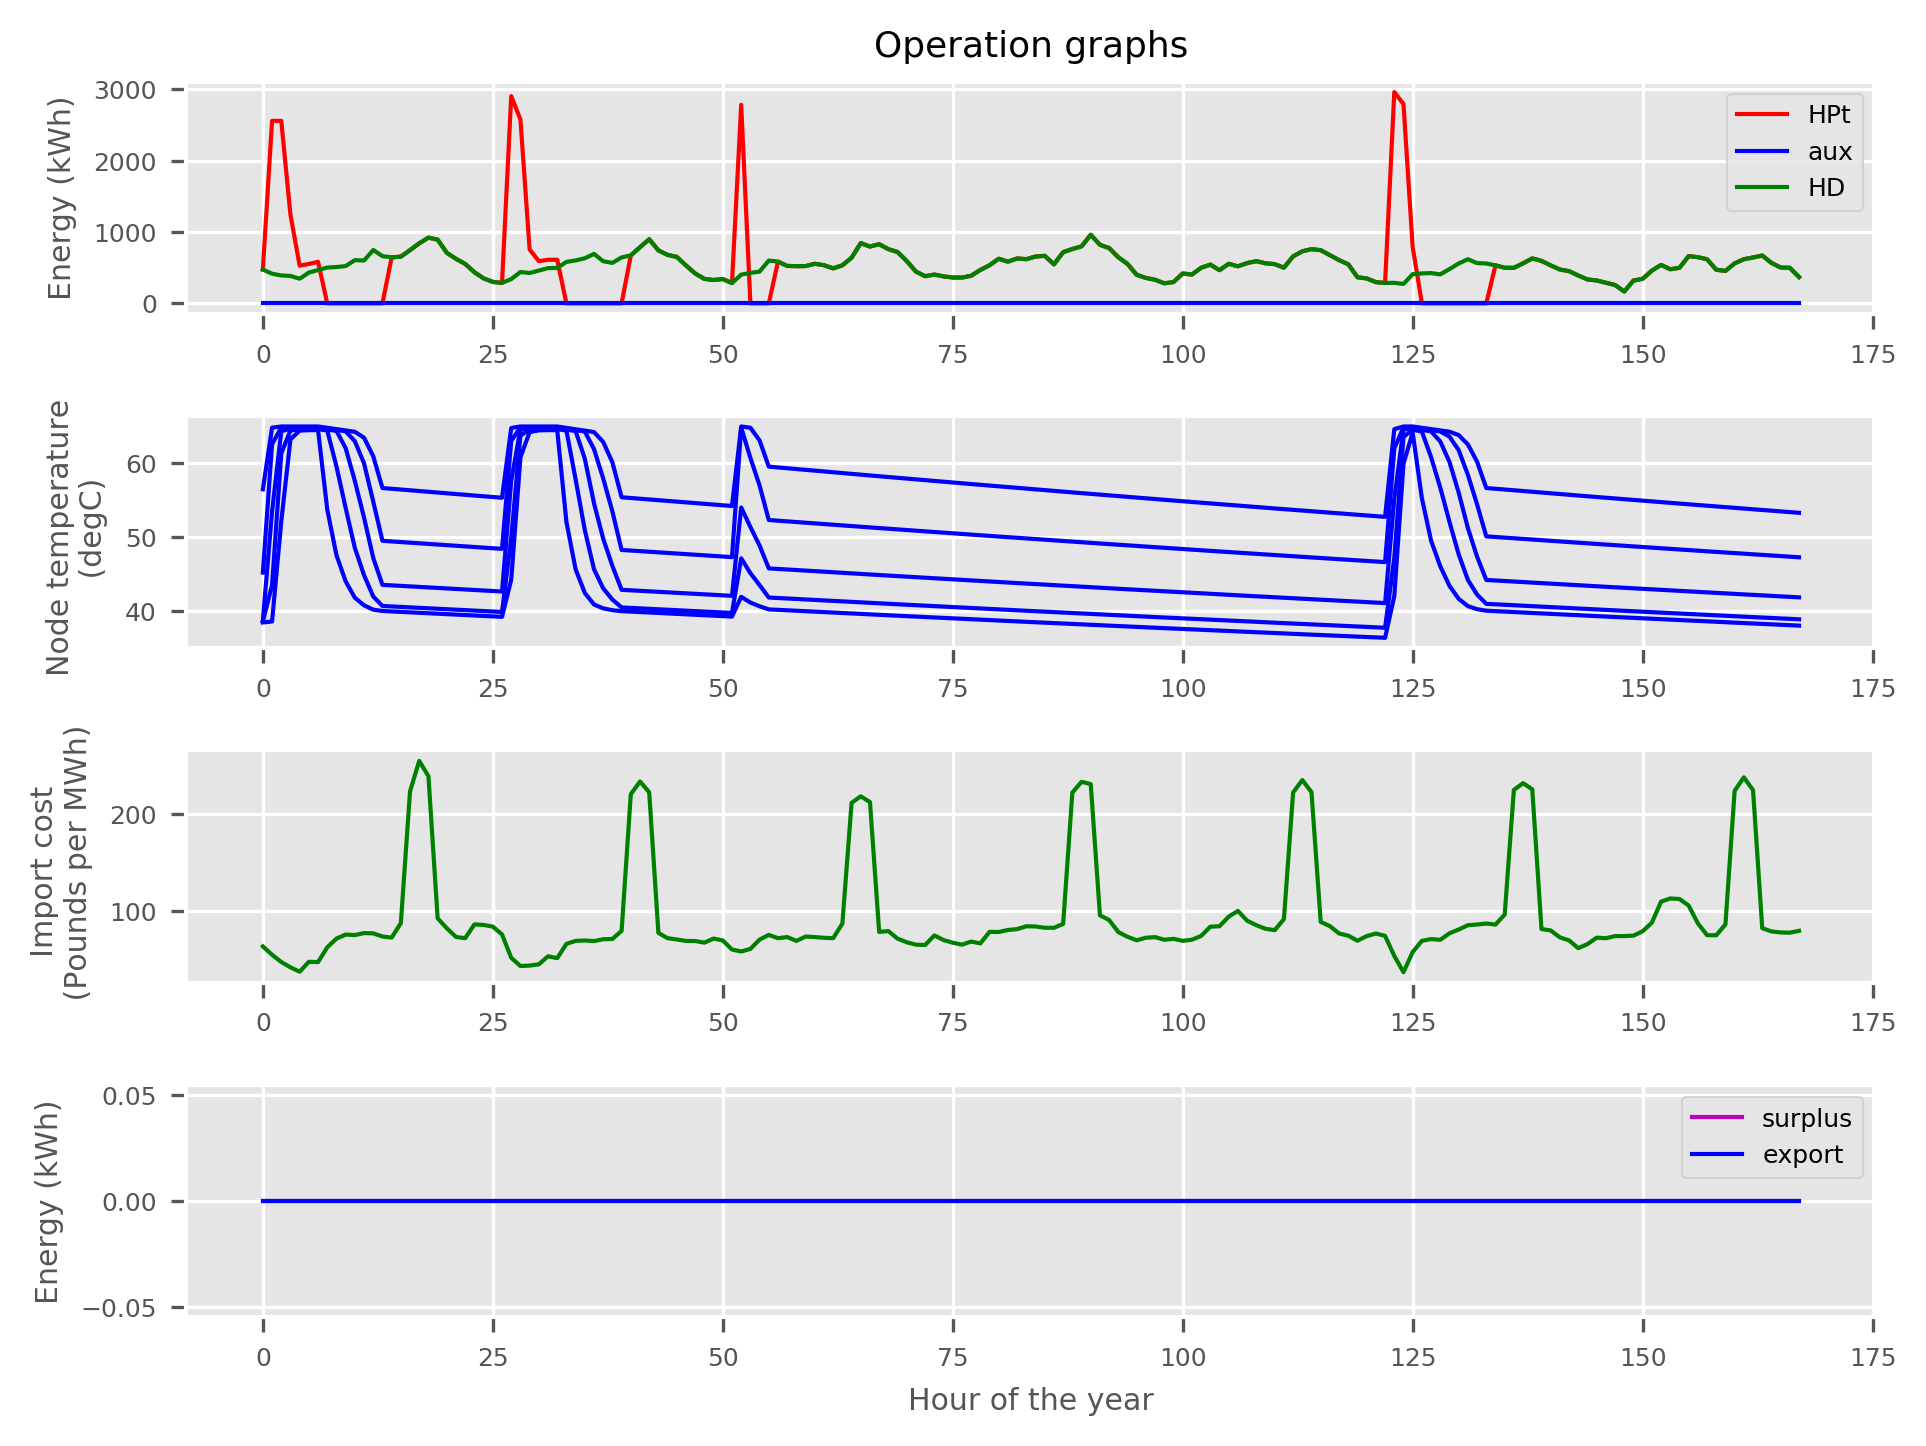 Operation graphs
Energy (kWh)
3000
2000
1000
0
HPt
aux
HD
0 25 50 75 100 125 150 175
Node temperature
(degC)
60
50
40
0 25 50 75 100 125 150 175
Import cost
(Pounds per MWh)
200
100
0 25 50 75 100 125 150 175
Energy (kWh)
0.05
0.00
−0.05
surplus
export
0 25 50 75 100 125 150 175
Hour of the year